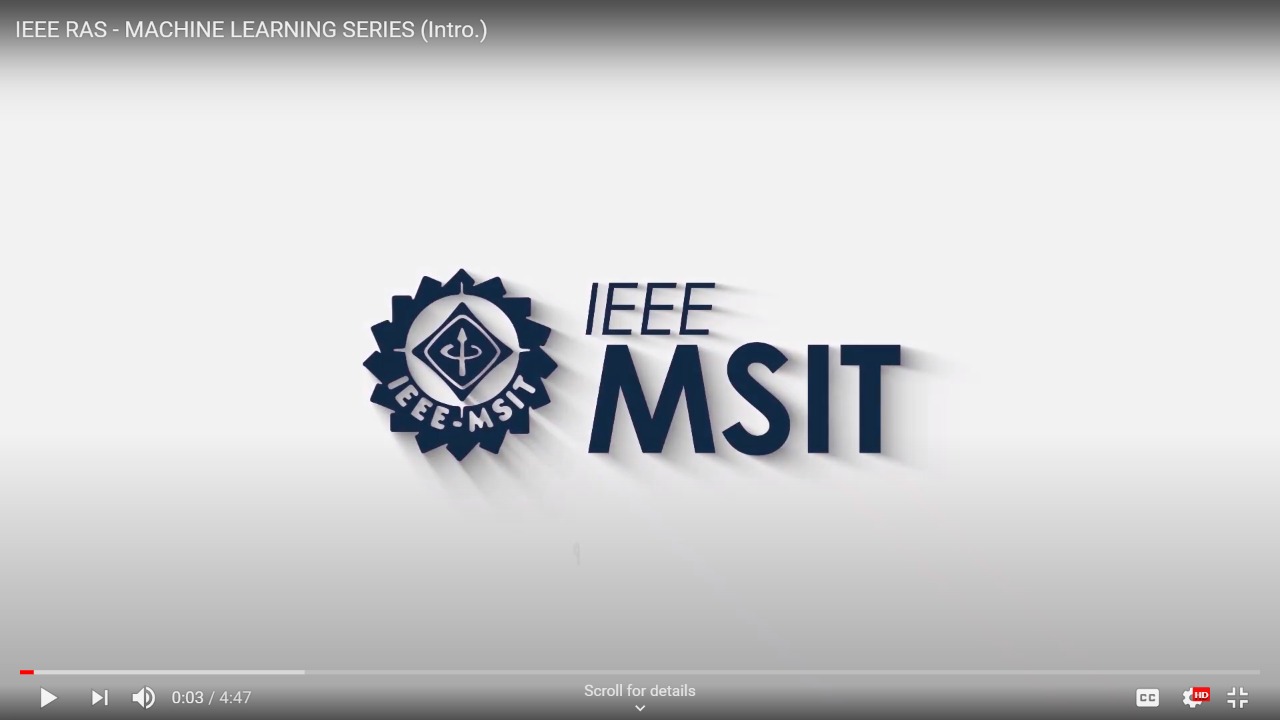 IEEE RAS - MACHINE LEARNING SERIES (Intro.)
IEEE
MSIT
IEEE-MSIT
0:03 / 4:47
Scroll for details
CC
HD